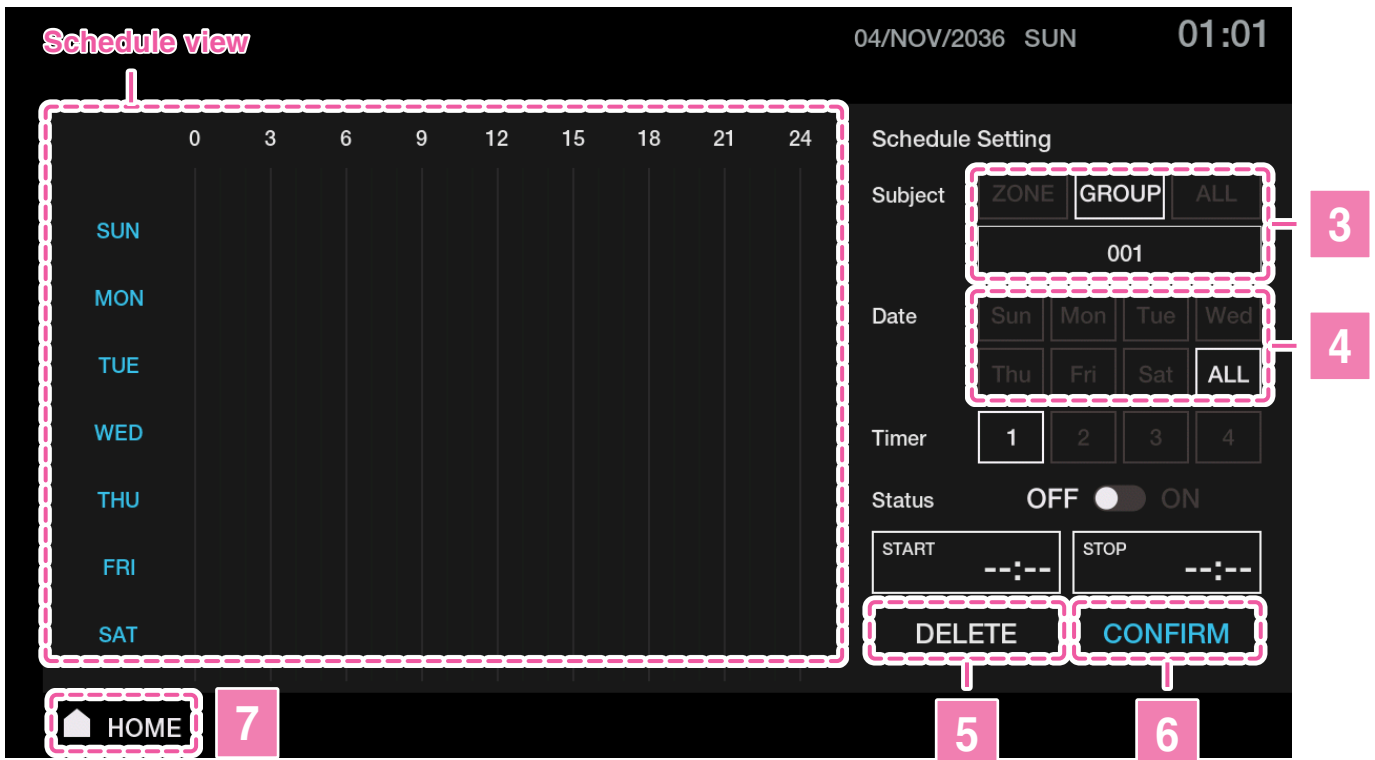 Schedule view
04/NOV/2036 SUN 01:01
0 3 6 9 12 15 18 21 24
SUN
MON
TUE
WED
THU
FRI
SAT
Schedule Setting
Subject ZONE GROUP ALL
001
3
Date Sun Mon Tue Wed
Thu Fri Sat ALL
4
Timer 1 2 3 4
Status OFF ON
START --:-- STOP --:--
DELETE CONFIRM
5 6
HOME 7